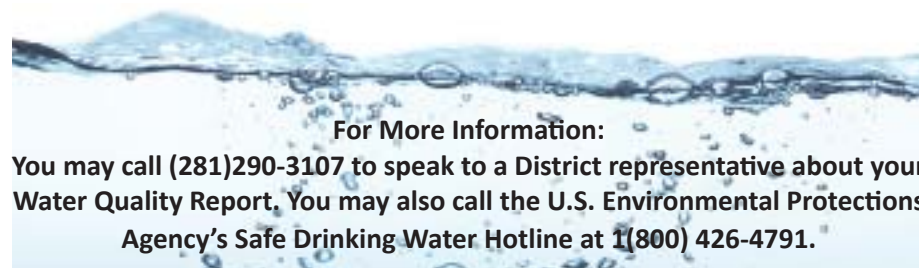 For More Information:
You may call (281)290-3107 to speak to a District representative about your
Water Quality Report. You may also call the U.S. Environmental Protections
Agency's Safe Drinking Water Hotline at 1(800) 426-4791.